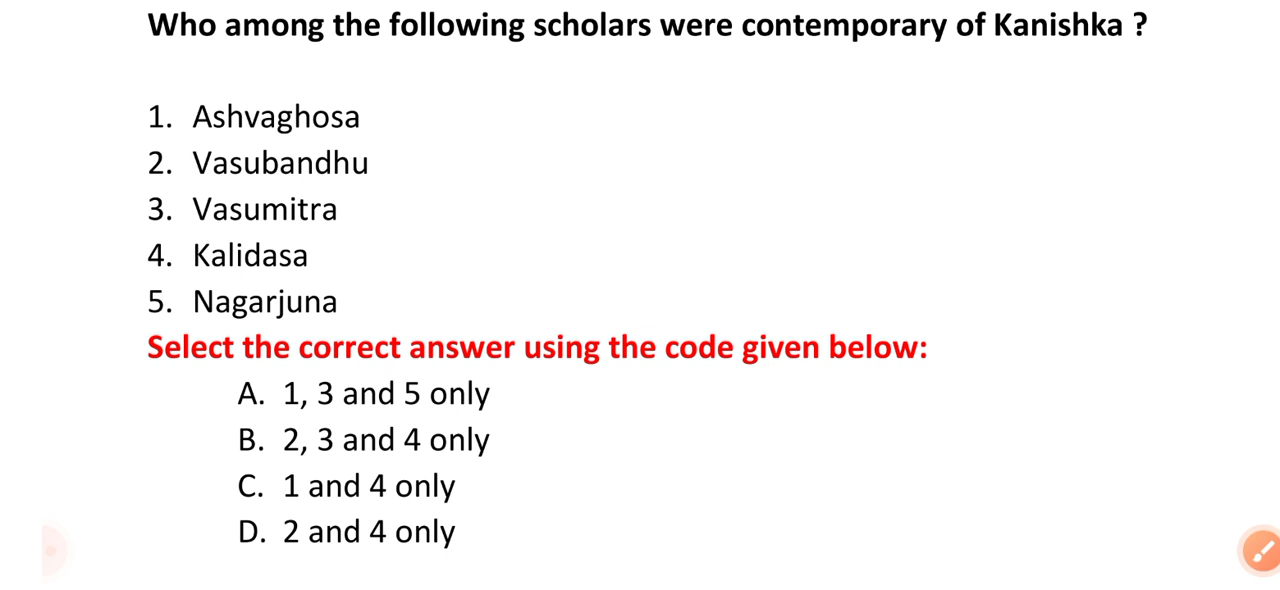 Who among the following scholars were contemporary of Kanishka ?
1. Ashvaghosa
2. Vasubandhu
3. Vasumitra
4. Kalidasa
5. Nagarjuna
Select the correct answer using the code given below:
A. 1, 3 and 5 only
B. 2, 3 and 4 only
C. 1 and 4 only
D. 2 and 4 only